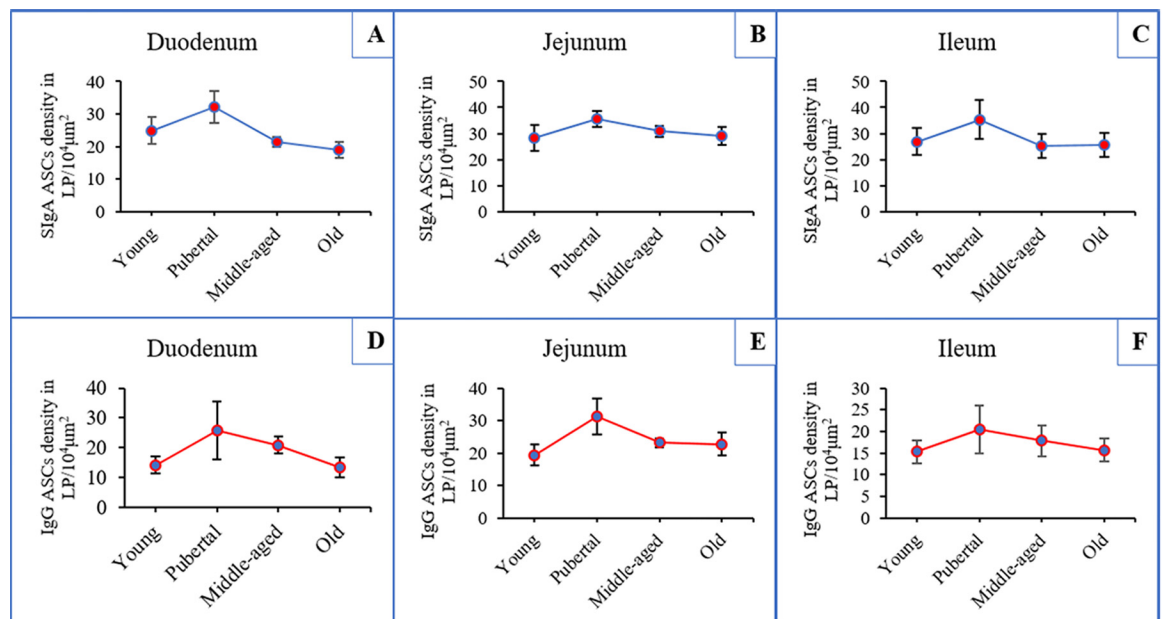 Duodenum
A
SIgA ASCs density in
LP/10⁴μm²
40
30
20
10
0
Young
Pubertal
Middle-aged
Old
Jejunum
B
SIgA ASCs density in
LP/10⁴μm²
50
40
30
20
10
0
Young
Pubertal
Middle-aged
Old
Ileum
C
SIgA ASCs density in
LP/10⁴μm²
50
40
30
20
10
0
Young
Pubertal
Middle-aged
Old
Duodenum
D
IgG ASCs density in
LP/10⁴μm²
40
30
20
10
0
Young
Pubertal
Middle-aged
Old
Jejunum
E
IgG ASCs density in
LP/10⁴μm²
40
30
20
10
0
Young
Pubertal
Middle-aged
Old
Ileum
F
IgG ASCs density in
LP/10⁴μm²
30
25
20
15
10
5
0
Young
Pubertal
Middle-aged
Old